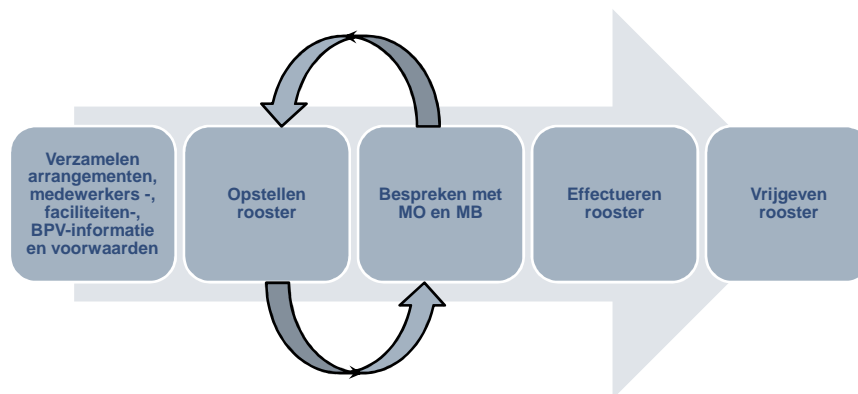 Verzamelen
arrangementen,
medewerkers -,
faciliteiten-,
BPV-informatie
en voorwaarden
Opstellen
rooster
Bespreken met
MO en MB
Effectueren
rooster
Vrijgeven
rooster